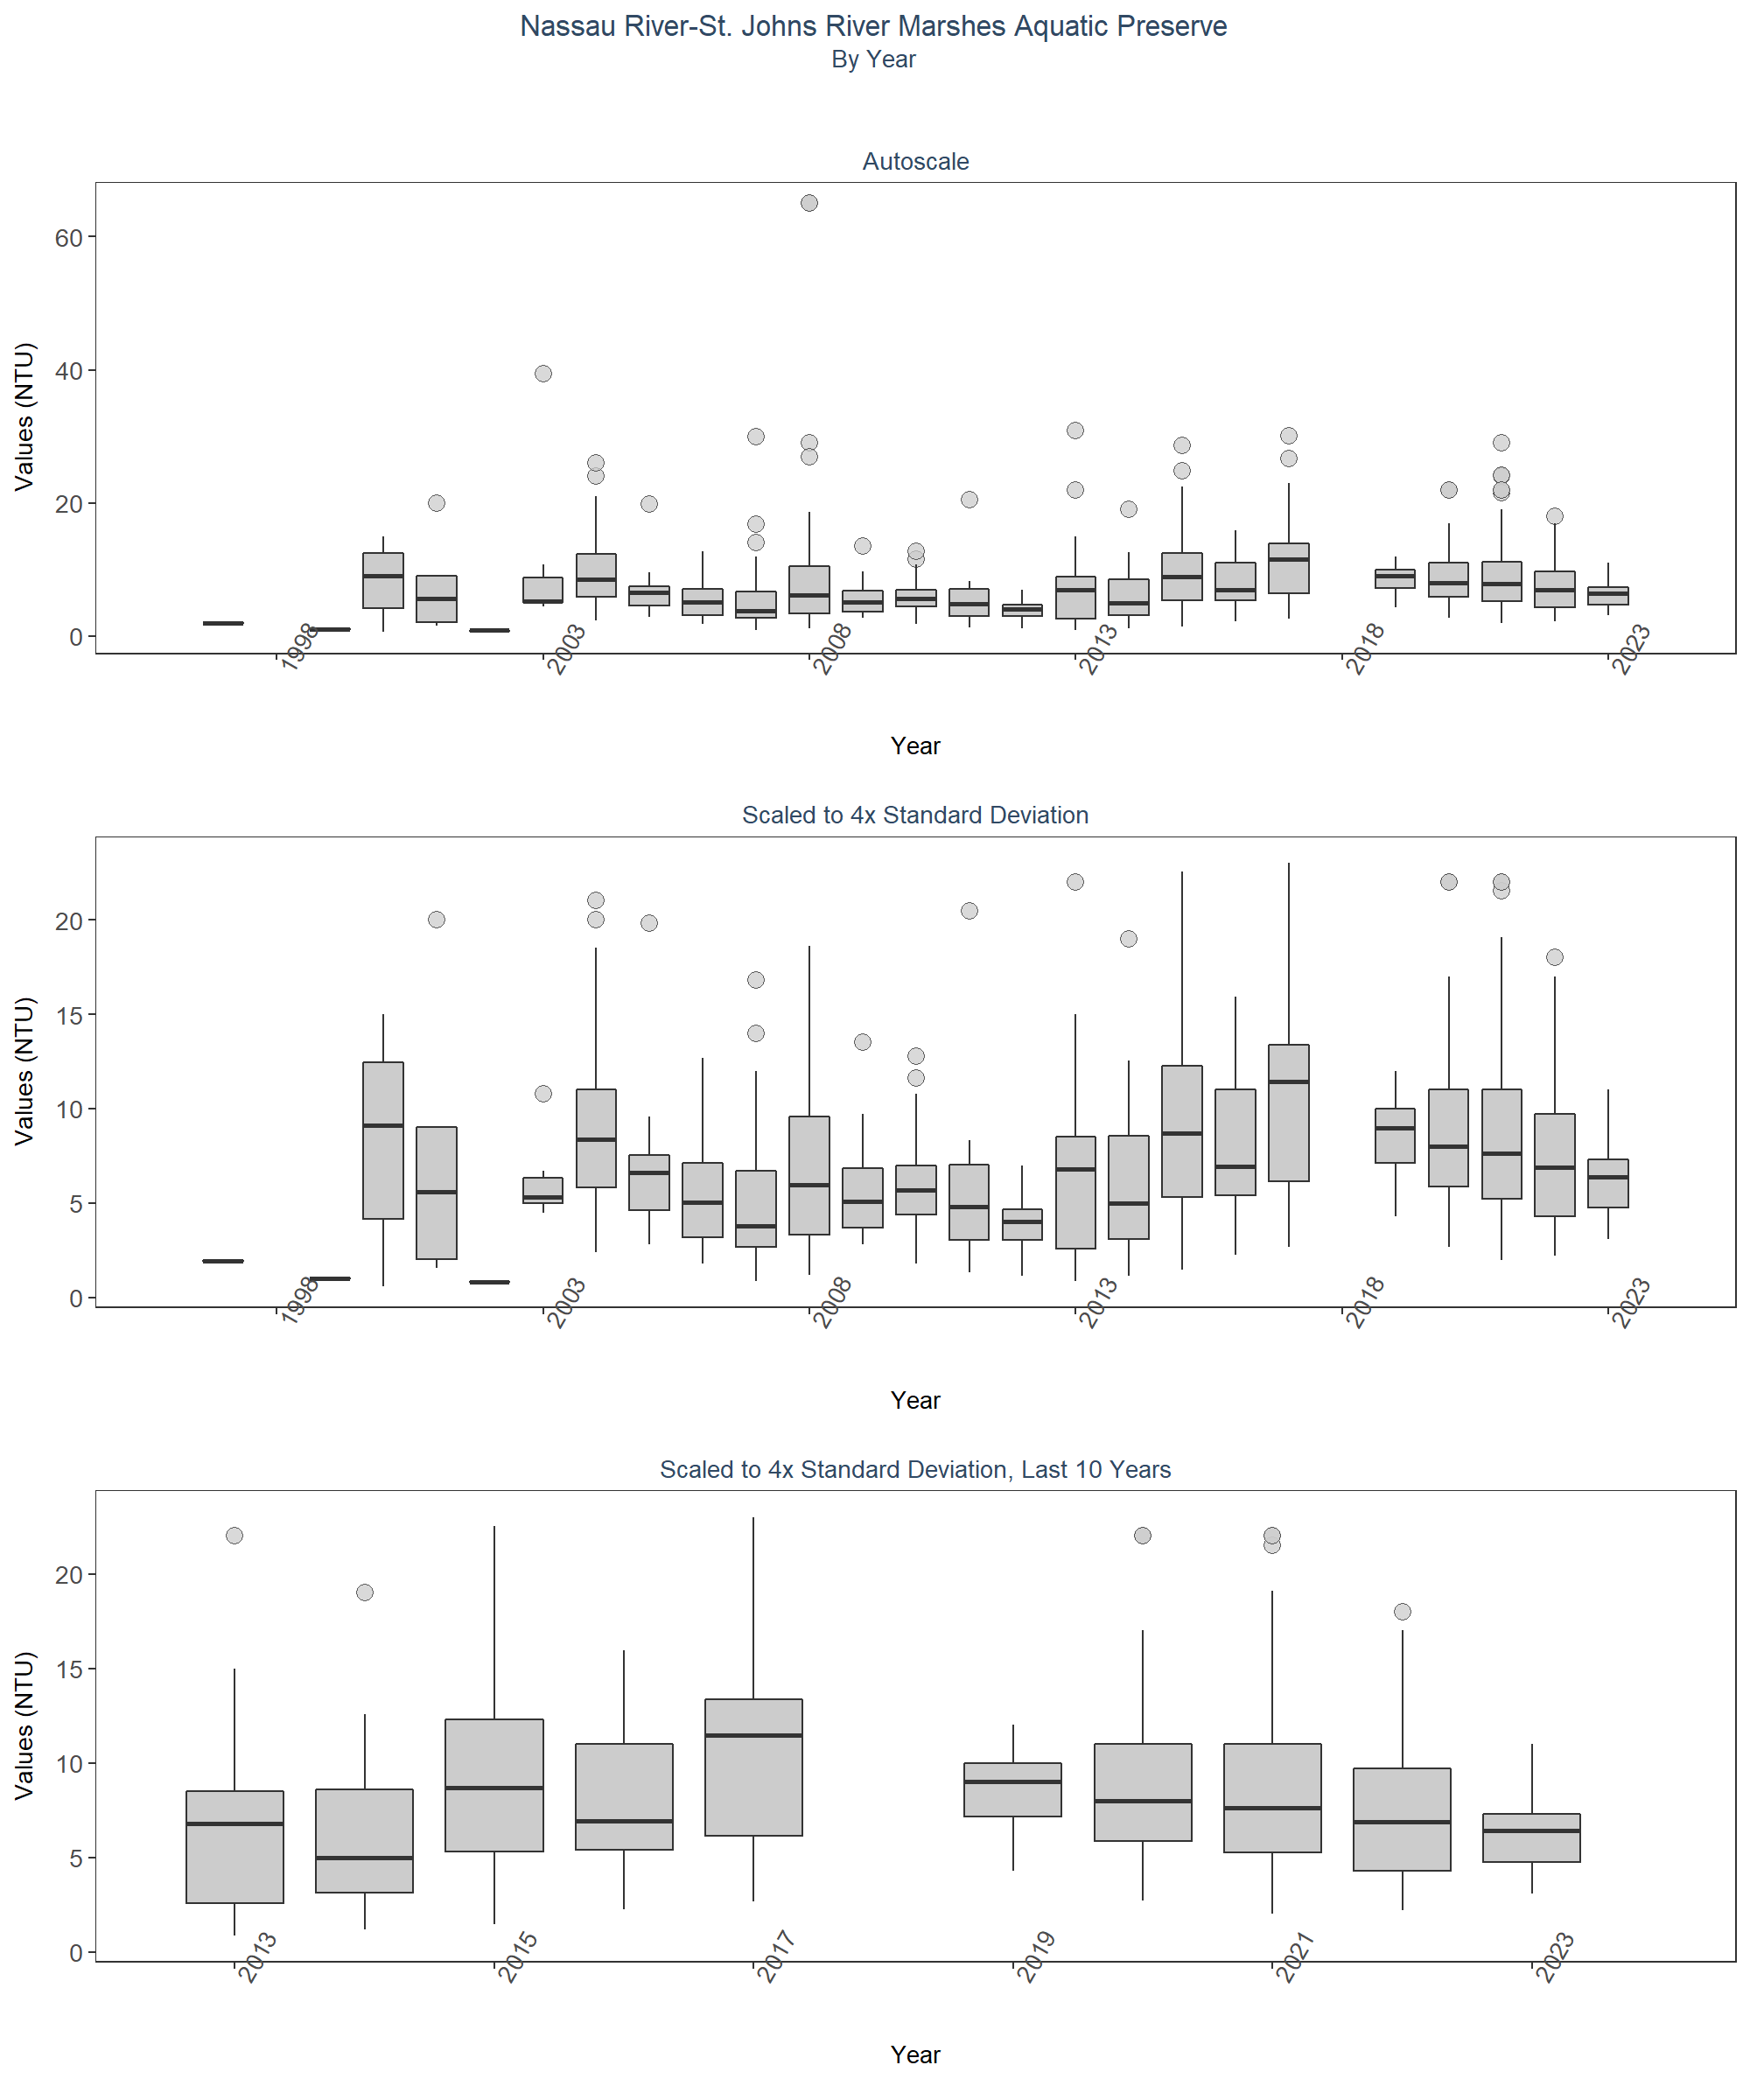 Nassau River-St. Johns River Marshes Aquatic Preserve
By Year
Autoscale
Values (NTU)
60
40
20
0
1998
2003
2008
2013
2018
2023
Year
Scaled to 4x Standard Deviation
Values (NTU)
20
15
10
5
0
1998
2003
2008
2013
2018
2023
Year
Scaled to 4x Standard Deviation, Last 10 Years
Values (NTU)
20
15
10
5
0
2013
2015
2017
2019
2021
2023
Year